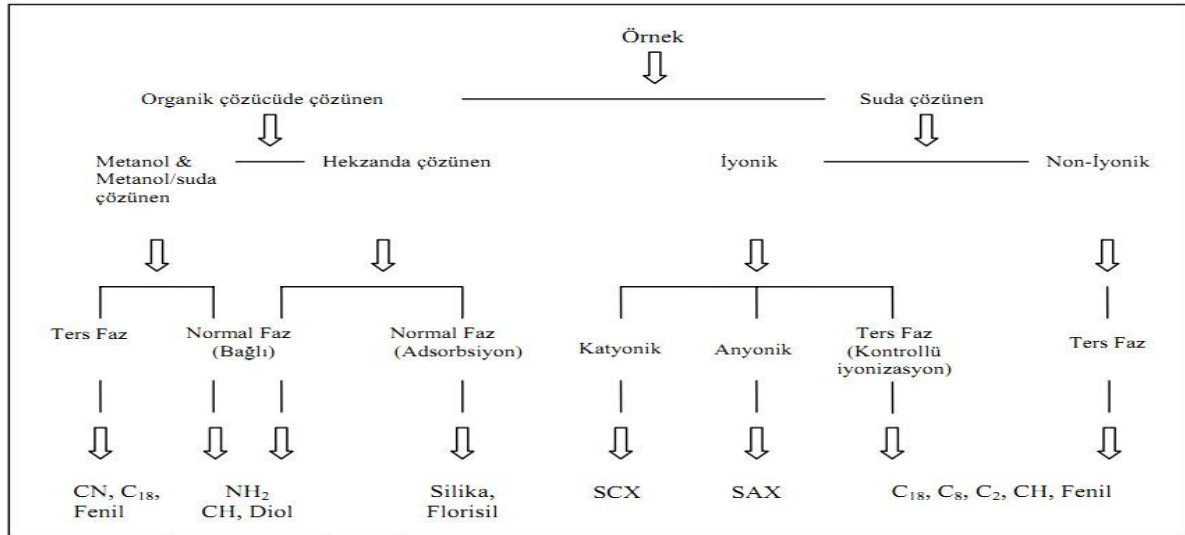 Örnek
Organik çözücüde çözünen
Suda çözünen
Metanol &
Metanol/suda
çözünen
Hekzanda çözünen
İyonik
Non-İyonik
Ters Faz
Normal Faz
(Bağlı)
Normal Faz
(Adsorbsiyon)
Katyonik
Anyonik
Ters Faz
(Kontrollü
iyonizasyon)
Ters Faz
CN, C₁₈,
Fenil
NH₂
CH, Diol
Silika,
Florisil
SCX
SAX
C₁₈, C₈, C₂, CH, Fenil